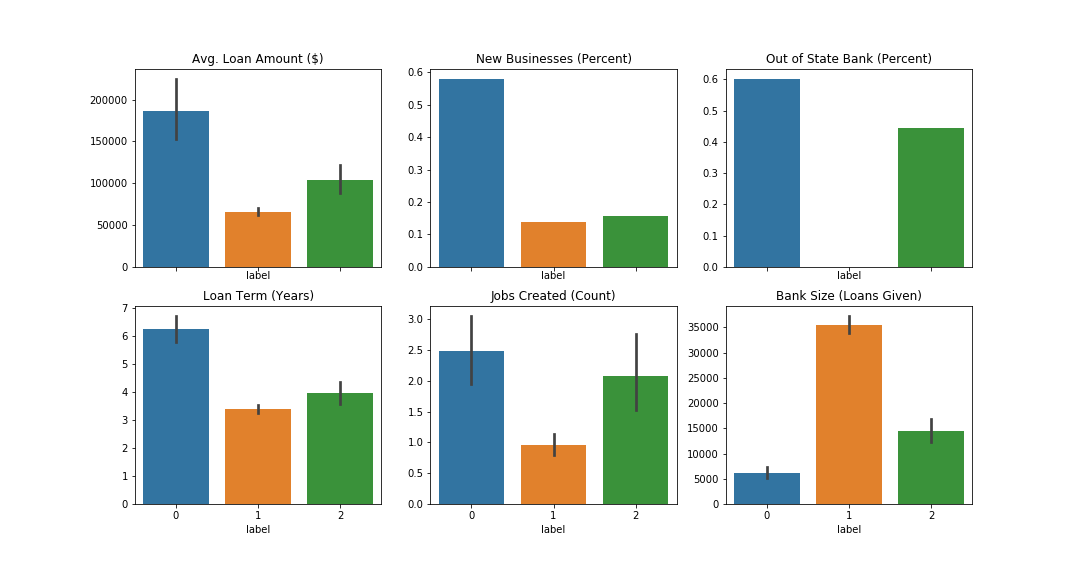 Avg. Loan Amount ($)
200000
150000
100000
50000
0
label
New Businesses (Percent)
0.6
0.5
0.4
0.3
0.2
0.1
0.0
label
Out of State Bank (Percent)
0.6
0.5
0.4
0.3
0.2
0.1
0.0
label
Loan Term (Years)
7
6
5
4
3
2
1
0
0 1 2
label
Jobs Created (Count)
3.0
2.5
2.0
1.5
1.0
0.5
0.0
0 1 2
label
Bank Size (Loans Given)
35000
30000
25000
20000
15000
10000
5000
0
0 1 2
label